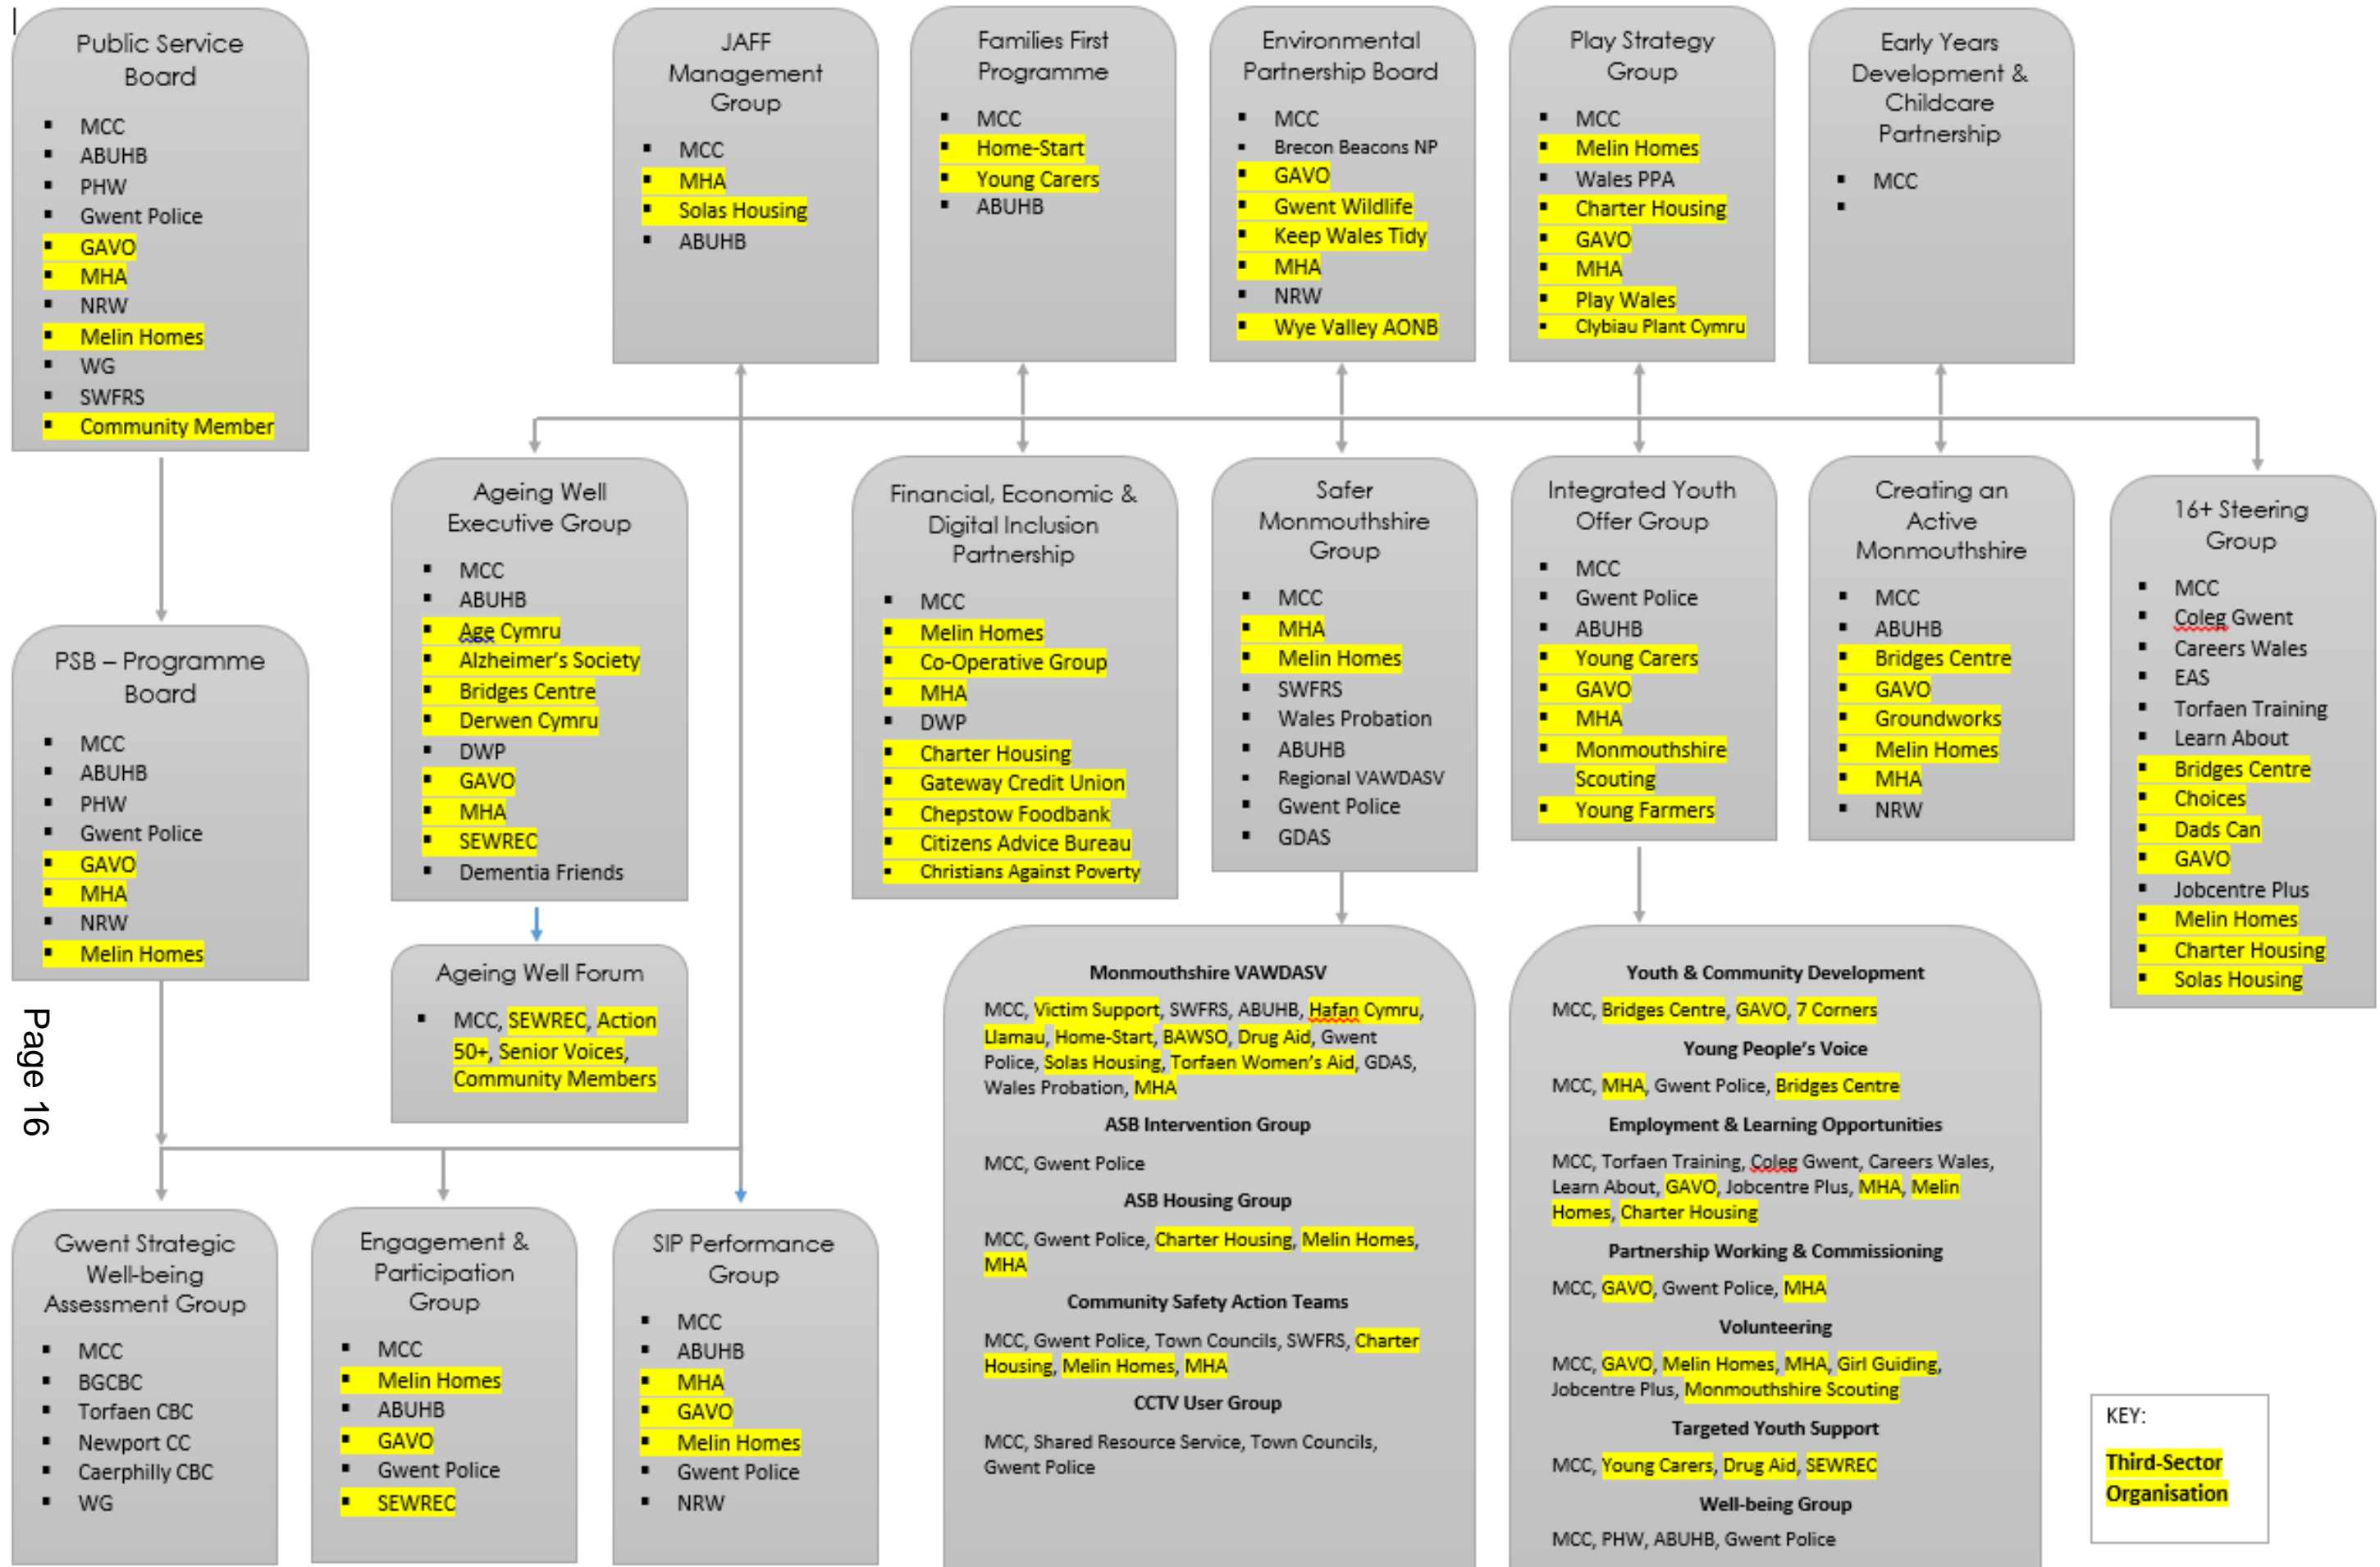 Public Service
Board
MCC
ABUHB
PHW
Gwent Police
GAVO
MHA
NRW
Melin Homes
WG
SWFRS
Community Member
JAFF
Management
Group
MCC
MHA
Solas Housing
ABUHB
Families First
Programme
MCC
Home-Start
Young Carers
ABUHB
Environmental
Partnership Board
MCC
Brecon Beacons NP
GAVO
Gwent Wildlife
Keep Wales Tidy
MHA
NRW
Wye Valley AONB
Play Strategy
Group
MCC
Melin Homes
Wales PPA
Charter Housing
GAVO
MHA
Play Wales
Clybiau Plant Cymru
Early Years
Development &
Childcare
Partnership
MCC
PSB – Programme
Board
MCC
ABUHB
PHW
Gwent Police
GAVO
MHA
NRW
Melin Homes
Ageing Well
Executive Group
MCC
ABUHB
Age Cymru
Alzheimer's Society
Bridges Centre
Derwen Cymru
DWP
GAVO
MHA
SEWREC
Dementia Friends
Financial, Economic &
Digital Inclusion
Partnership
MCC
Melin Homes
Co-Operative Group
MHA
DWP
Charter Housing
Gateway Credit Union
Chepstow Foodbank
Citizens Advice Bureau
Christians Against Poverty
Safer
Monmouthshire
Group
MCC
MHA
Melin Homes
SWFRS
Wales Probation
ABUHB
Regional VAWDASV
Gwent Police
GDAS
Integrated Youth
Offer Group
MCC
Gwent Police
ABUHB
Young Carers
GAVO
MHA
Monmouthshire
Scouting
Young Farmers
Creating an
Active
Monmouthshire
MCC
ABUHB
Bridges Centre
GAVO
Groundworks
Melin Homes
MHA
NRW
16+ Steering
Group
MCC
Coleg Gwent
Careers Wales
EAS
Torfaen Training
Learn About
Bridges Centre
Choices
Dads Can
GAVO
Jobcentre Plus
Melin Homes
Charter Housing
Solas Housing
Ageing Well Forum
MCC, SEWREC, Action
50+, Senior Voices,
Community Members
Page 16
Gwent Strategic
Well-being
Assessment Group
MCC
BGCBC
Torfaen CBC
Newport CC
Caerphilly CBC
WG
Engagement &
Participation
Group
MCC
Melin Homes
ABUHB
GAVO
Gwent Police
SEWREC
SIP Performance
Group
MCC
ABUHB
MHA
GAVO
Melin Homes
Gwent Police
NRW
Monmouthshire VAWDASV
MCC, Victim Support, SWFRS, ABUHB, Hafan Cymru,
Llamau, Home-Start, BAWSO, Drug Aid, Gwent
Police, Solas Housing, Torfaen Women's Aid, GDAS,
Wales Probation, MHA
ASB Intervention Group
MCC, Gwent Police
ASB Housing Group
MCC, Gwent Police, Charter Housing, Melin Homes,
MHA
Community Safety Action Teams
MCC, Gwent Police, Town Councils, SWFRS, Charter
Housing, Melin Homes, MHA
CCTV User Group
MCC, Shared Resource Service, Town Councils,
Gwent Police
Youth & Community Development
MCC, Bridges Centre, GAVO, 7 Corners
Young People's Voice
MCC, MHA, Gwent Police, Bridges Centre
Employment & Learning Opportunities
MCC, Torfaen Training, Coleg Gwent, Careers Wales,
Learn About, GAVO, Jobcentre Plus, MHA, Melin
Homes, Charter Housing
Partnership Working & Commissioning
MCC, GAVO, Gwent Police, MHA
Volunteering
MCC, GAVO, Melin Homes, MHA, Girl Guiding,
Jobcentre Plus, Monmouthshire Scouting
Targeted Youth Support
MCC, Young Carers, Drug Aid, SEWREC
Well-being Group
MCC, PHW, ABUHB, Gwent Police
KEY:
Third-Sector
Organisation